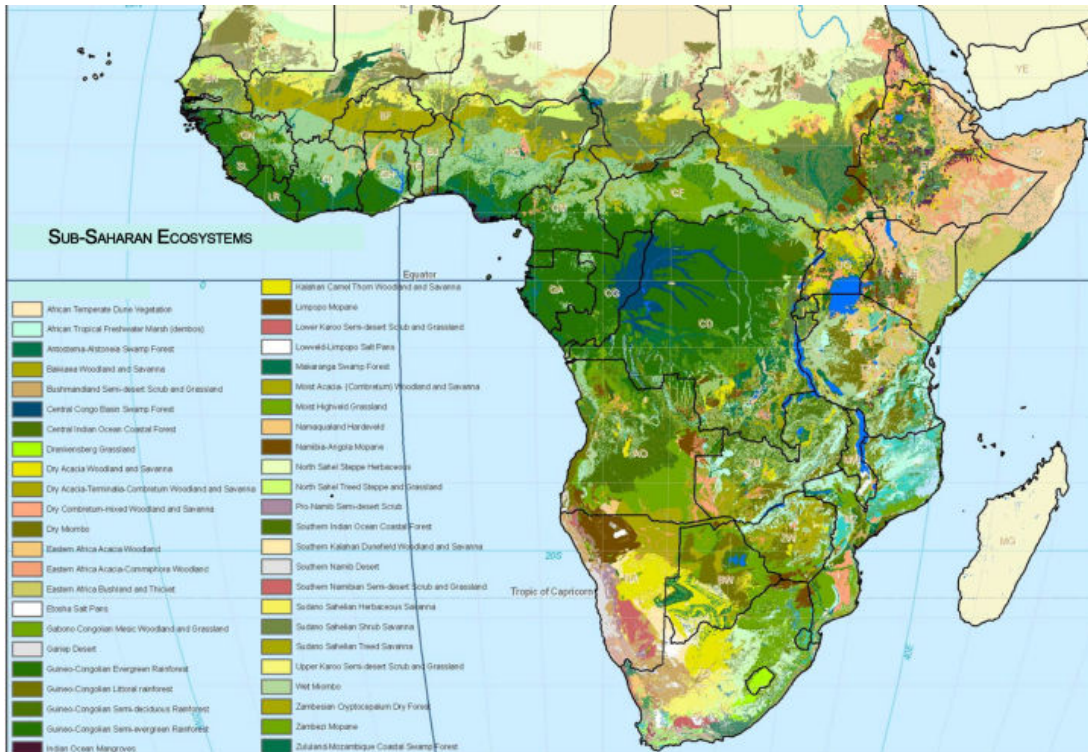 SUB-SAHARAN ECOSYSTEMS
African Temperate Dune Vegetation
African Tropical Freshwater Marsh (dembos)
Antostema-Alstoneia Swamp Forest
Baikiaea Woodland and Savanna
Bushmandland Semi-desert Scrub and Grassland
Central Congo Basin Swamp Forest
Central Indian Ocean Coastal Forest
Drankensberg Grassland
Dry Acacia Woodland and Savanna
Dry Acacia-Terminalia-Combretum Woodland and Savanna
Dry Combretum-mixed Woodland and Savanna
Dry Miombo
Eastern Africa Acacia Woodland
Eastern Africa Acacia-Commiphora Woodland
Eastern Africa Bushland and Thicket
Etosha Salt Pans
Gabono Congolian Mesic Woodland and Grassland
Gariep Desert
Guineo-Congolian Evergreen Rainforest
Guineo-Congolian Littoral rainforest
Guineo-Congolian Semi-deciduous Rainforest
Guineo-Congolian Semi-evergreen Rainforest
Indian Ocean Mangroves
Kalahari Camel Thorn Woodland and Savanna
Limpopo Mopane
Lower Karoo Semi-desert Scrub and Grassland
Lowveld-Limpopo Salt Pans
Makaranga Swamp Forest
Moist Acacia- (Combretum) Woodland and Savanna
Moist Highveld Grassland
Namaqualand Hardeveld
Namibia-Angola Mopane
North Sahel Steppe Herbaceous
North Sahel Treed Steppe and Grassland
Pro-Namib Semi-desert Scrub
Southern Indian Ocean Coastal Forest
Southern Kalahari Dunefield Woodland and Savanna
Southern Namib Desert
Southern Namibian Semi-desert Scrub and Grassland
Sudano Sahelian Herbaceous Savanna
Sudano Sahelian Shrub Savanna
Sudano Sahelian Treed Savanna
Upper Karoo Semi-desert Scrub and Grassland
Wet Miombo
Zambesian Cryptocepalum Dry Forest
Zambezi Mopane
Zululand-Mozambique Coastal Swamp Forest
Equator
0
20S
Tropic of Capricorn
40E
NE
YE
BF
SL
LR
CF
GA
CG
CD
AO
BW
MG